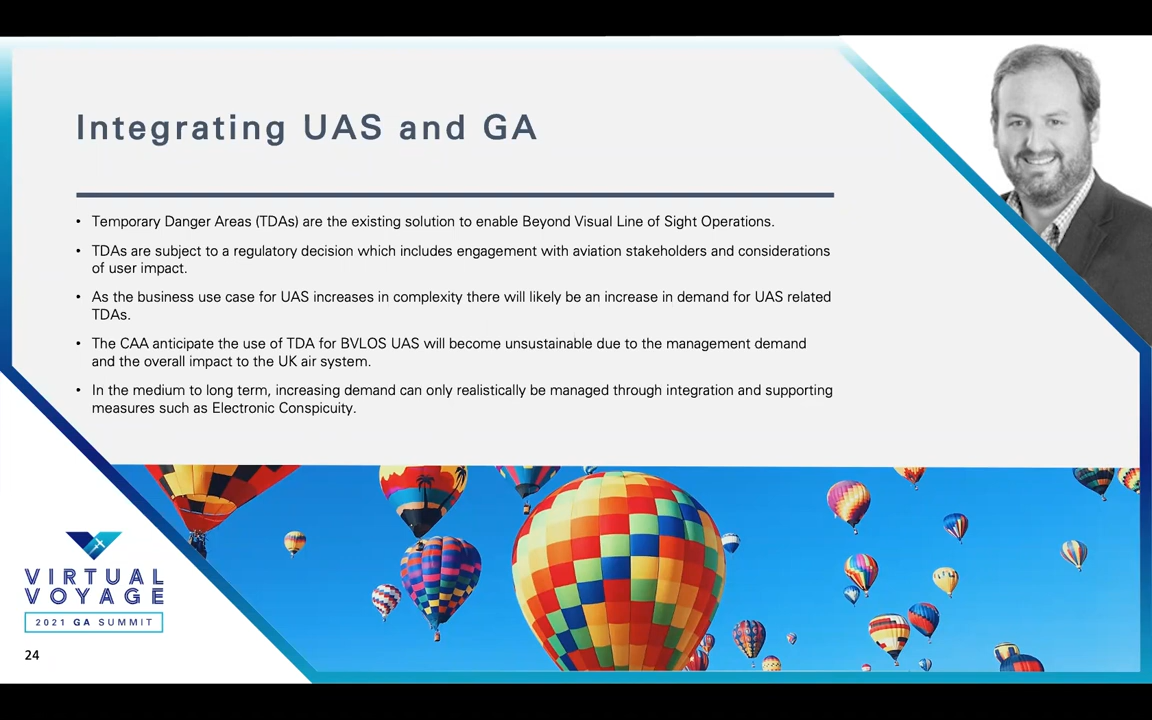 Integrating UAS and GA
• Temporary Danger Areas (TDAs) are the existing solution to enable Beyond Visual Line of Sight Operations.
• TDAs are subject to a regulatory decision which includes engagement with aviation stakeholders and considerations
of user impact.
• As the business use case for UAS increases in complexity there will likely be an increase in demand for UAS related
TDAs.
• The CAA anticipate the use of TDA for BVLOS UAS will become unsustainable due to the management demand
and the overall impact to the UK air system.
• In the medium to long term, increasing demand can only realistically be managed through integration and supporting
measures such as Electronic Conspicuity.
VIRTUAL
VOYAGE
2021 GA SUMMIT
24